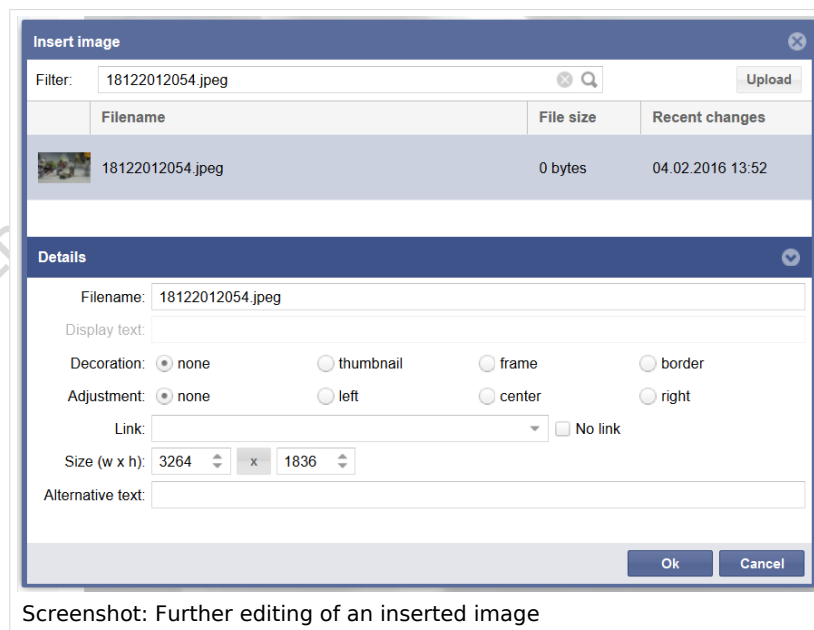 Insert image
Filter: 18122012054.jpeg Upload
Filename File size Recent changes
18122012054.jpeg 0 bytes 04.02.2016 13:52
Details
Filename: 18122012054.jpeg
Display text:
Decoration: none thumbnail frame border
Adjustment: none left center right
Link: No link
Size (w x h): 3264 x 1836
Alternative text:
Ok Cancel
Screenshot: Further editing of an inserted image